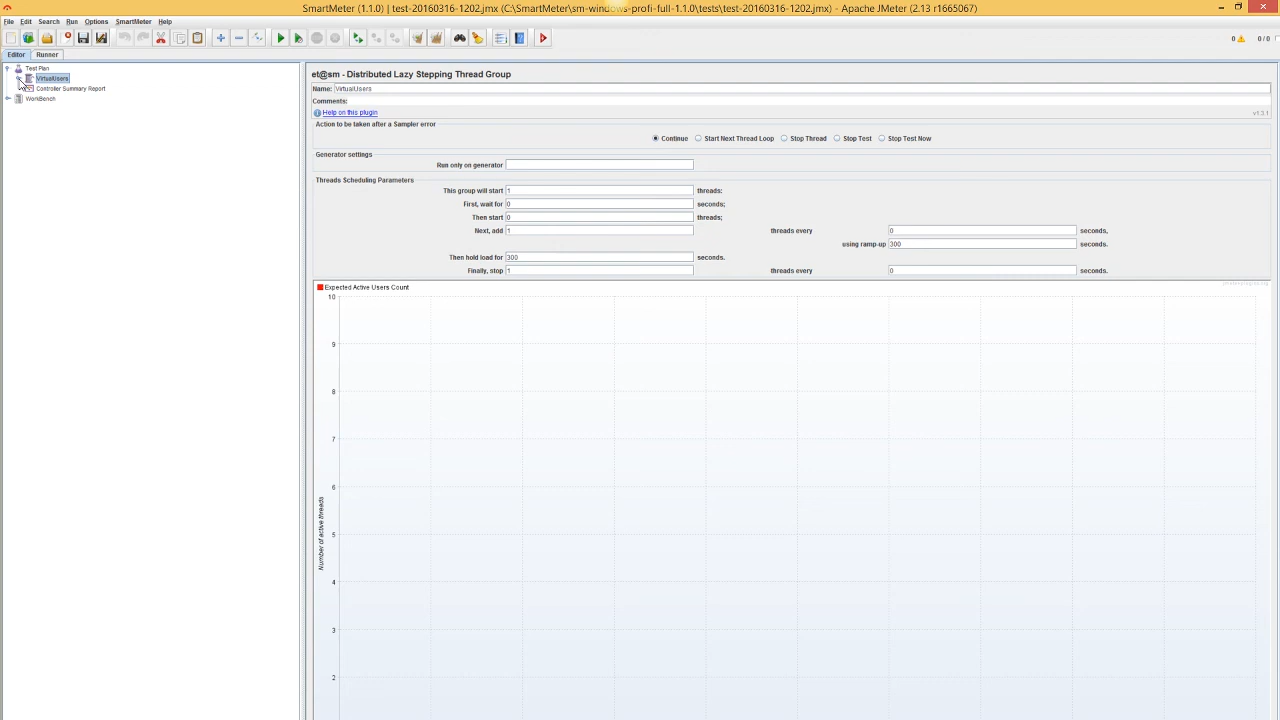 SmartMeter (1.1.0) | test-20160316-1202.jmx (C:\SmartMeter\sm-windows-profi-full-1.1.0\tests\test-20160316-1202.jmx) - Apache JMeter (2.13 r1665067)
File Edit Search Run Options SmartMeter Help
0 0 / 0
Editor Runner
Test Plan
VirtualUsers
Controller Summary Report
WorkBench
et@sm - Distributed Lazy Stepping Thread Group
Name: VirtualUsers
Comments:
Help on this plugin v1.3.1
Action to be taken after a Sampler error
Continue Start Next Thread Loop Stop Thread Stop Test Stop Test Now
Generator settings
Run only on generator
Threads Scheduling Parameters
This group will start 1 threads;
First, wait for 0 seconds;
Then start 0 threads;
Next, add 1 threads every 0 seconds,
using ramp-up 300 seconds.
Then hold load for 300 seconds.
Finally, stop 1 threads every 0 seconds.
Expected Active Users Count
10
9
8
7
6
5
4
3
2
Number of active threads